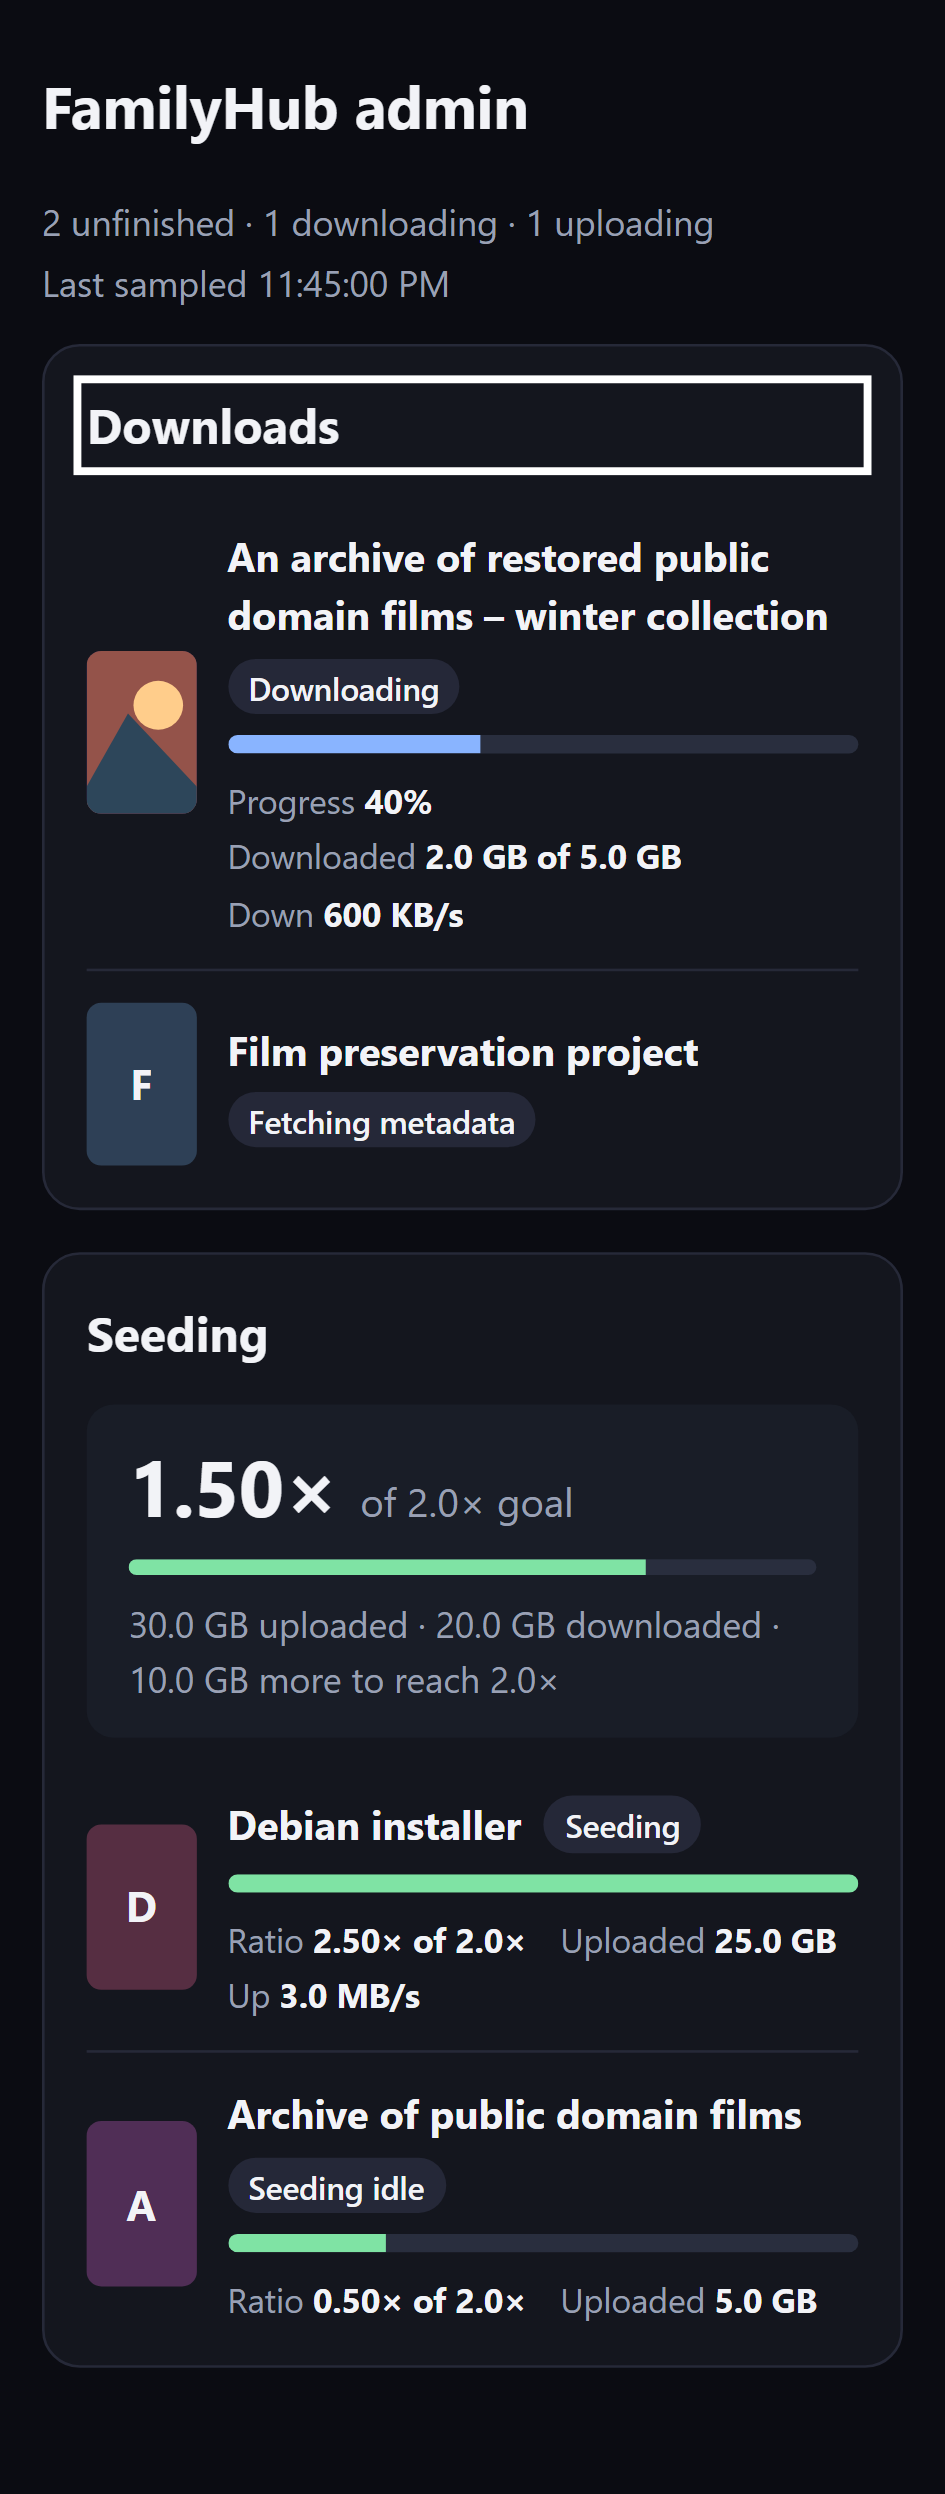 FamilyHub admin
2 unfinished · 1 downloading · 1 uploading
Last sampled 11:45:00 PM
Downloads
An archive of restored public
domain films – winter collection
Downloading
Progress 40%
Downloaded 2.0 GB of 5.0 GB
Down 600 KB/s
F
Film preservation project
Fetching metadata
Seeding
1.50× of 2.0× goal
30.0 GB uploaded · 20.0 GB downloaded ·
10.0 GB more to reach 2.0×
D
Debian installer Seeding
Ratio 2.50× of 2.0× Uploaded 25.0 GB
Up 3.0 MB/s
A
Archive of public domain films
Seeding idle
Ratio 0.50× of 2.0× Uploaded 5.0 GB